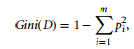 Gini(D) = 1 − ∑_{i=1} p_i^2,